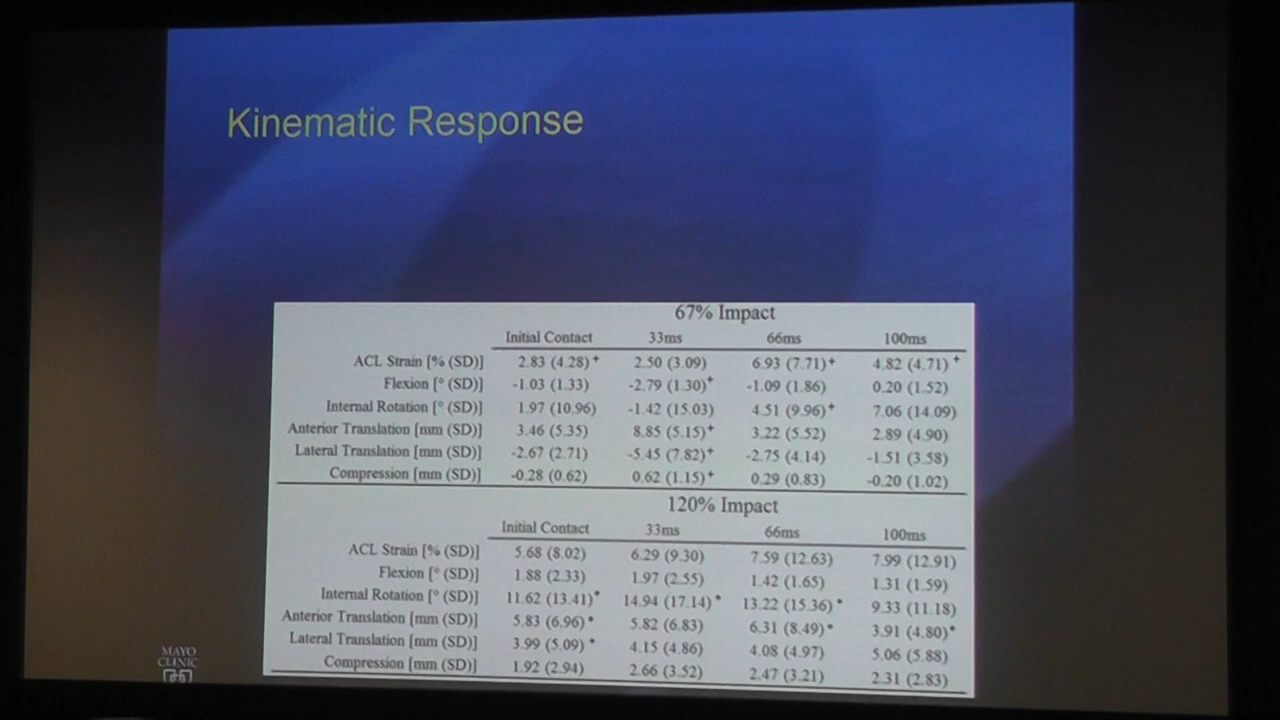 Kinematic Response
67% Impact
Initial Contact 33ms 66ms 100ms
ACL Strain [% (SD)] 2.83 (4.28)+ 2.50 (3.09) 6.93 (7.71)+ 4.82 (4.71)+
Flexion [° (SD)] -1.03 (1.33) -2.79 (1.30)+ -1.09 (1.86) 0.20 (1.52)
Internal Rotation [° (SD)] 1.97 (10.96) -1.42 (15.03) 4.51 (9.96)+ 7.06 (14.09)
Anterior Translation [mm (SD)] 3.46 (5.35) 8.85 (5.15)+ 3.22 (5.52) 2.89 (4.90)
Lateral Translation [mm (SD)] -2.67 (2.71) -5.45 (7.82)+ -2.75 (4.14) -1.51 (3.58)
Compression [mm (SD)] -0.28 (0.62) 0.62 (1.15)+ 0.29 (0.83) -0.20 (1.02)
120% Impact
Initial Contact 33ms 66ms 100ms
ACL Strain [% (SD)] 5.68 (8.02) 6.29 (9.30) 7.59 (12.63) 7.99 (12.91)
Flexion [° (SD)] 1.88 (2.33) 1.97 (2.55) 1.42 (1.65) 1.31 (1.59)
Internal Rotation [° (SD)] 11.62 (13.41)* 14.94 (17.14)* 13.22 (15.36)* 9.33 (11.18)
Anterior Translation [mm (SD)] 5.83 (6.96)* 5.82 (6.83) 6.31 (8.49)* 3.91 (4.80)*
Lateral Translation [mm (SD)] 3.99 (5.09)* 4.15 (4.86) 4.08 (4.97) 5.06 (5.88)
Compression [mm (SD)] 1.92 (2.94) 2.66 (3.52) 2.47 (3.21) 2.31 (2.83)
MAYO
CLINIC